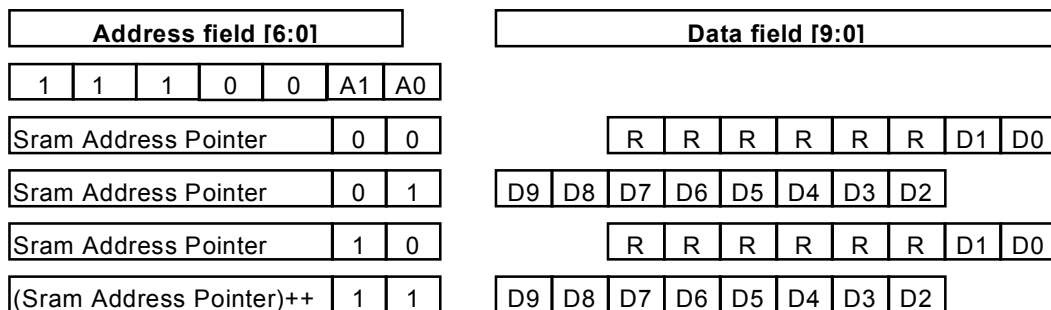 Address field [6:0] Data field [9:0]
1 1 1 0 0 A1 A0
Sram Address Pointer 0 0 R R R R R R D1 D0
Sram Address Pointer 0 1 D9 D8 D7 D6 D5 D4 D3 D2
Sram Address Pointer 1 0 R R R R R R D1 D0
(Sram Address Pointer)++ 1 1 D9 D8 D7 D6 D5 D4 D3 D2